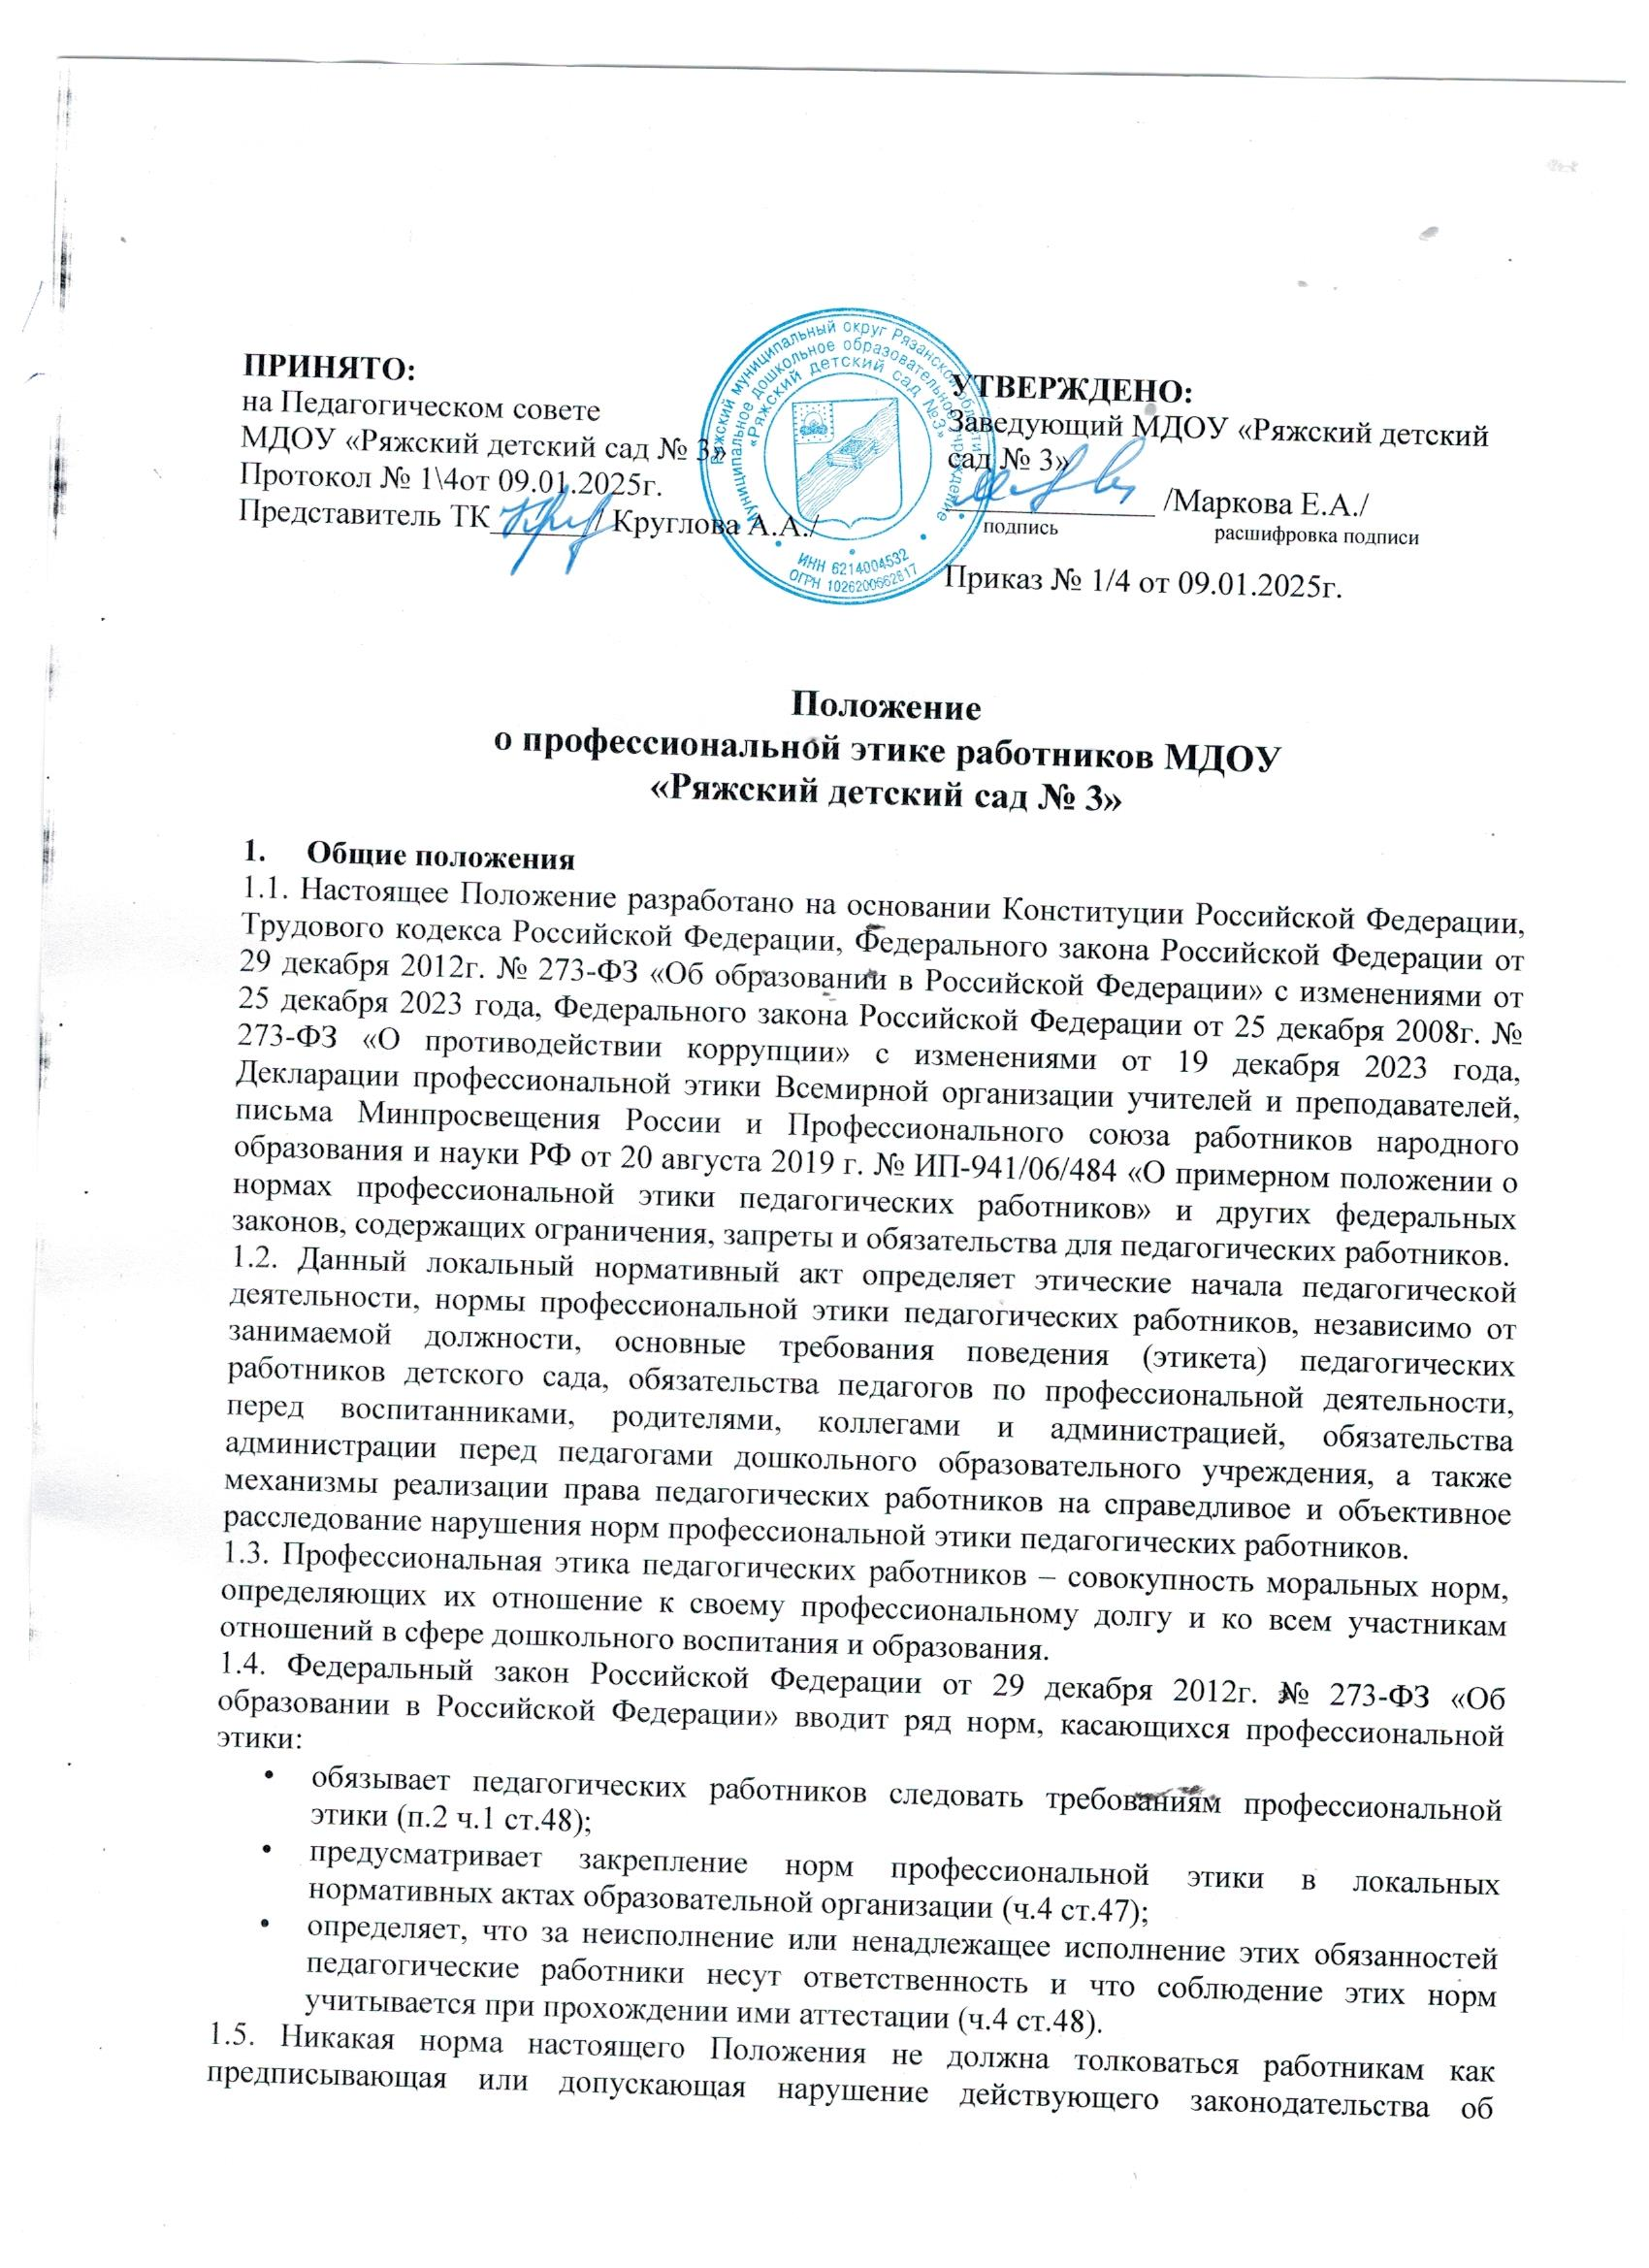 ПРИНЯТО:
на Педагогическом совете
МДОУ «Ряжский детский сад № 3»
Протокол № 1\4от 09.01.2025г.
Представитель ТК_______/ Круглова А.А./
Ряжский муниципальный округ Рязанской области
Муниципальное дошкольное образовательное учреждение
«Ряжский детский сад №3»
ИНН 6214004532
ОГРН 1026200662617
УТВЕРЖДЕНО:
Заведующий МДОУ «Ряжский детский
сад № 3»
_____________ /Маркова Е.А./
подпись расшифровка подписи
Приказ № 1/4 от 09.01.2025г.
Положение
о профессиональной этике работников МДОУ
«Ряжский детский сад № 3»
1. Общие положения
1.1. Настоящее Положение разработано на основании Конституции Российской Федерации,
Трудового кодекса Российской Федерации, Федерального закона Российской Федерации от
29 декабря 2012г. № 273-ФЗ «Об образовании в Российской Федерации» с изменениями от
25 декабря 2023 года, Федерального закона Российской Федерации от 25 декабря 2008г. №
273-ФЗ «О противодействии коррупции» с изменениями от 19 декабря 2023 года,
Декларации профессиональной этики Всемирной организации учителей и преподавателей,
письма Минпросвещения России и Профессионального союза работников народного
образования и науки РФ от 20 августа 2019 г. № ИП-941/06/484 «О примерном положении о
нормах профессиональной этики педагогических работников» и других федеральных
законов, содержащих ограничения, запреты и обязательства для педагогических работников.
1.2. Данный локальный нормативный акт определяет этические начала педагогической
деятельности, нормы профессиональной этики педагогических работников, независимо от
занимаемой должности, основные требования поведения (этикета) педагогических
работников детского сада, обязательства педагогов по профессиональной деятельности,
перед воспитанниками, родителями, коллегами и администрацией, обязательства
администрации перед педагогами дошкольного образовательного учреждения, а также
механизмы реализации права педагогических работников на справедливое и объективное
расследование нарушения норм профессиональной этики педагогических работников.
1.3. Профессиональная этика педагогических работников – совокупность моральных норм,
определяющих их отношение к своему профессиональному долгу и ко всем участникам
отношений в сфере дошкольного воспитания и образования.
1.4. Федеральный закон Российской Федерации от 29 декабря 2012г. № 273-ФЗ «Об
образовании в Российской Федерации» вводит ряд норм, касающихся профессиональной
этики:
• обязывает педагогических работников следовать требованиям профессиональной
этики (п.2 ч.1 ст.48);
• предусматривает закрепление норм профессиональной этики в локальных
нормативных актах образовательной организации (ч.4 ст.47);
• определяет, что за неисполнение или ненадлежащее исполнение этих обязанностей
педагогические работники несут ответственность и что соблюдение этих норм
учитывается при прохождении ими аттестации (ч.4 ст.48).
1.5. Никакая норма настоящего Положения не должна толковаться работникам как
предписывающая или допускающая нарушение действующего законодательства об